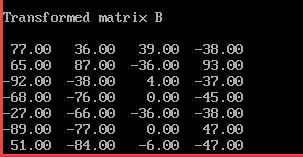 Transformed matrix B
77.00 36.00 39.00 -38.00
65.00 87.00 -36.00 93.00
-92.00 -38.00 4.00 -37.00
-68.00 -76.00 0.00 -45.00
-27.00 -66.00 -36.00 -38.00
-89.00 -77.00 0.00 47.00
51.00 -84.00 -6.00 -47.00